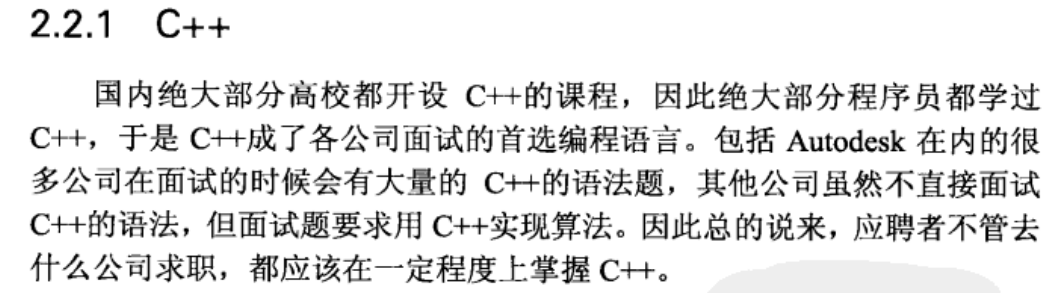 2.2.1 C++
国内绝大部分高校都开设 C++的课程，因此绝大部分程序员都学过
C++，于是 C++成了各公司面试的首选编程语言。包括 Autodesk 在内的很
多公司在面试的时候会有大量的 C++的语法题，其他公司虽然不直接面试
C++的语法，但面试题要求用 C++实现算法。因此总的说来，应聘者不管去
什么公司求职，都应该在一定程度上掌握 C++。